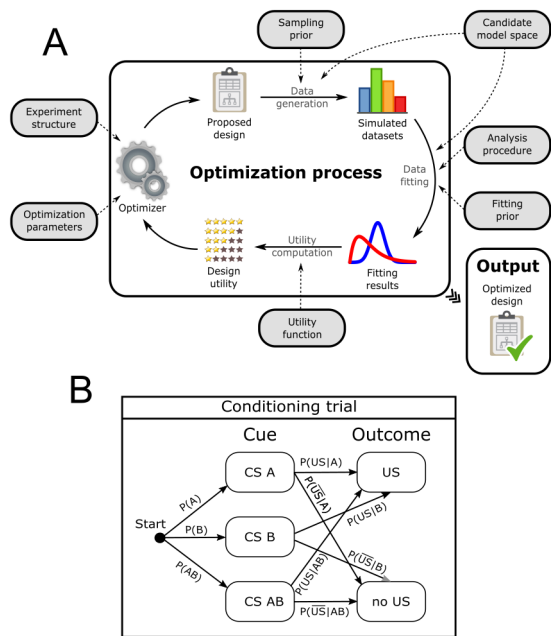 A
Sampling
prior
Candidate
model space
Experiment
structure
Proposed
design
Data
generation
Simulated
datasets
Analysis
procedure
Optimization process
Data
fitting
Optimizer
Optimization
parameters
Fitting
prior
Design
utility
Utility
computation
Fitting
results
Utility
function
Output
Optimized
design
B
Conditioning trial
Cue
Outcome
CS A
P(US|A)
US
P(A)
P(U̅S̅|A)
Start
P(B)
CS B
P(US|B)
P(AB)
P(US|AB)
P(U̅S̅|B)
CS AB
P(U̅S̅|AB)
no US